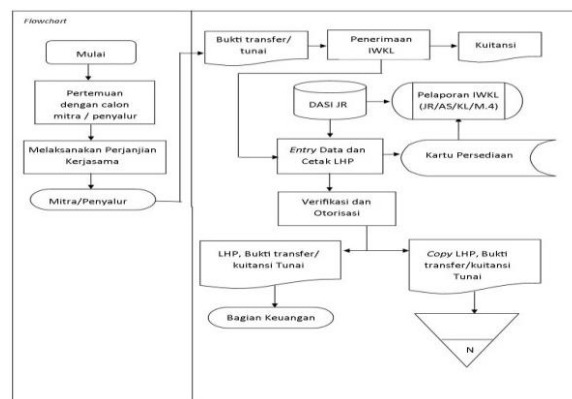 Flowchart
Mulai
Pertemuan
dengan calon
mitra / penyalur
Melaksanakan Perjanjian
Kerjasama
Mitra/Penyalur
Bukti transfer/
tunai
Penerimaan
IWKL
Kuitansi
DASI JR
Pelaporan IWKL
(JR/AS/KL/M.4)
Entry Data dan
Cetak LHP
Kartu Persediaan
Verifikasi dan
Otorisasi
LHP, Bukti transfer/
kuitansi Tunai
Copy LHP, Bukti
transfer/kuitansi
Tunai
Bagian Keuangan
N